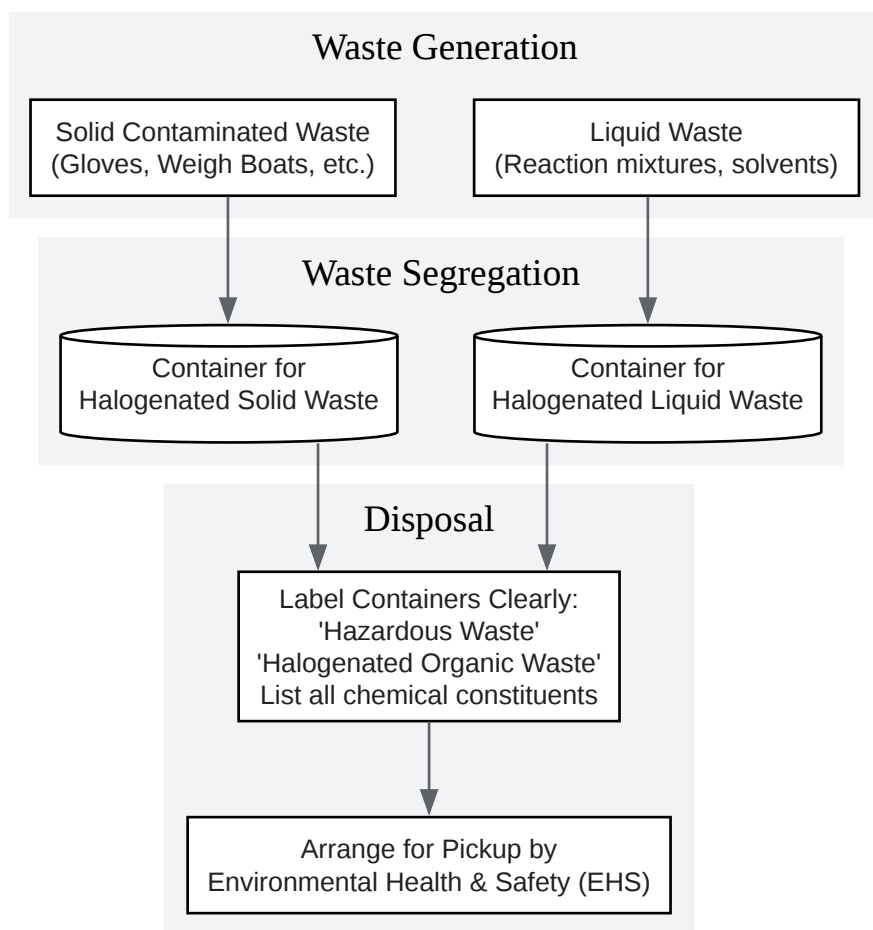 Waste Generation
Solid Contaminated Waste
(Gloves, Weigh Boats, etc.)
Liquid Waste
(Reaction mixtures, solvents)
Waste Segregation
Container for
Halogenated Solid Waste
Container for
Halogenated Liquid Waste
Disposal
Label Containers Clearly:
'Hazardous Waste'
'Halogenated Organic Waste'
List all chemical constituents
Arrange for Pickup by
Environmental Health & Safety (EHS)